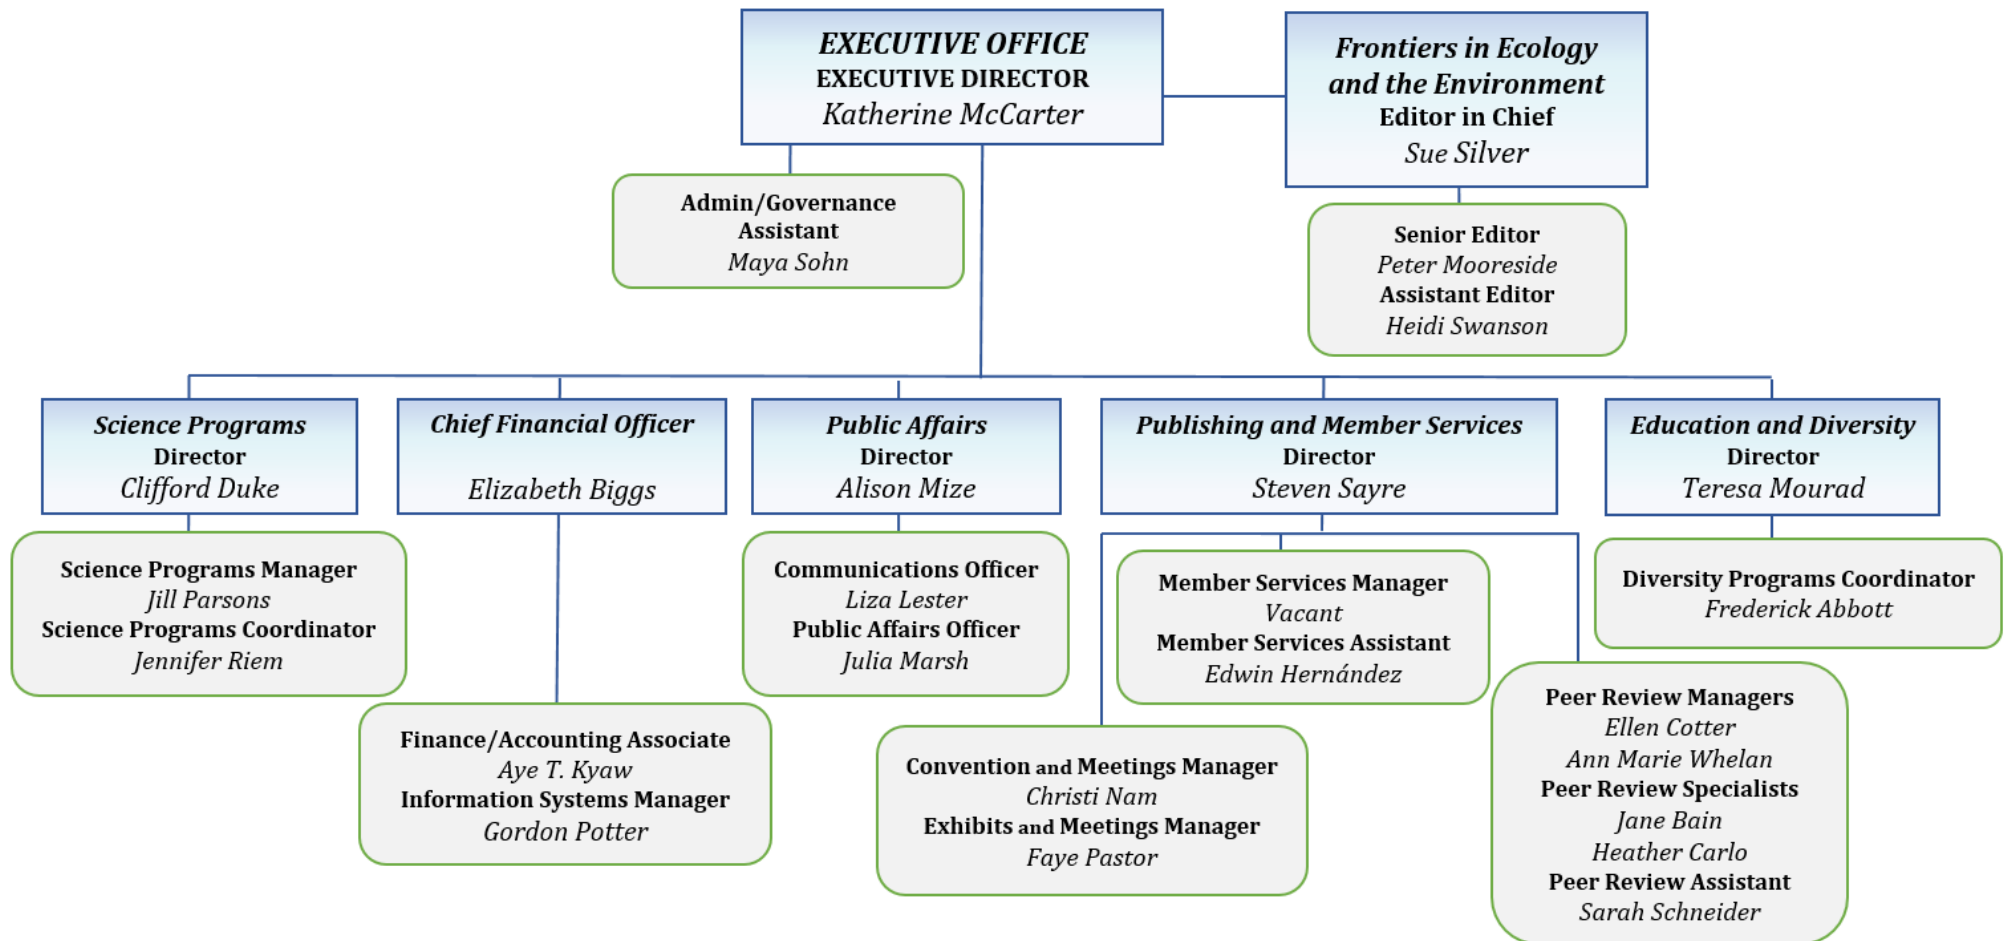 EXECUTIVE OFFICE
EXECUTIVE DIRECTOR
Katherine McCarter
Frontiers in Ecology
and the Environment
Editor in Chief
Sue Silver
Admin/Governance
Assistant
Maya Sohn
Senior Editor
Peter Mooreside
Assistant Editor
Heidi Swanson
Science Programs
Director
Clifford Duke
Chief Financial Officer
Elizabeth Biggs
Public Affairs
Director
Alison Mize
Publishing and Member Services
Director
Steven Sayre
Education and Diversity
Director
Teresa Mourad
Science Programs Manager
Jill Parsons
Science Programs Coordinator
Jennifer Riem
Finance/Accounting Associate
Aye T. Kyaw
Information Systems Manager
Gordon Potter
Communications Officer
Liza Lester
Public Affairs Officer
Julia Marsh
Member Services Manager
Vacant
Member Services Assistant
Edwin Hernández
Convention and Meetings Manager
Christi Nam
Exhibits and Meetings Manager
Faye Pastor
Peer Review Managers
Ellen Cotter
Ann Marie Whelan
Peer Review Specialists
Jane Bain
Heather Carlo
Peer Review Assistant
Sarah Schneider
Diversity Programs Coordinator
Frederick Abbott